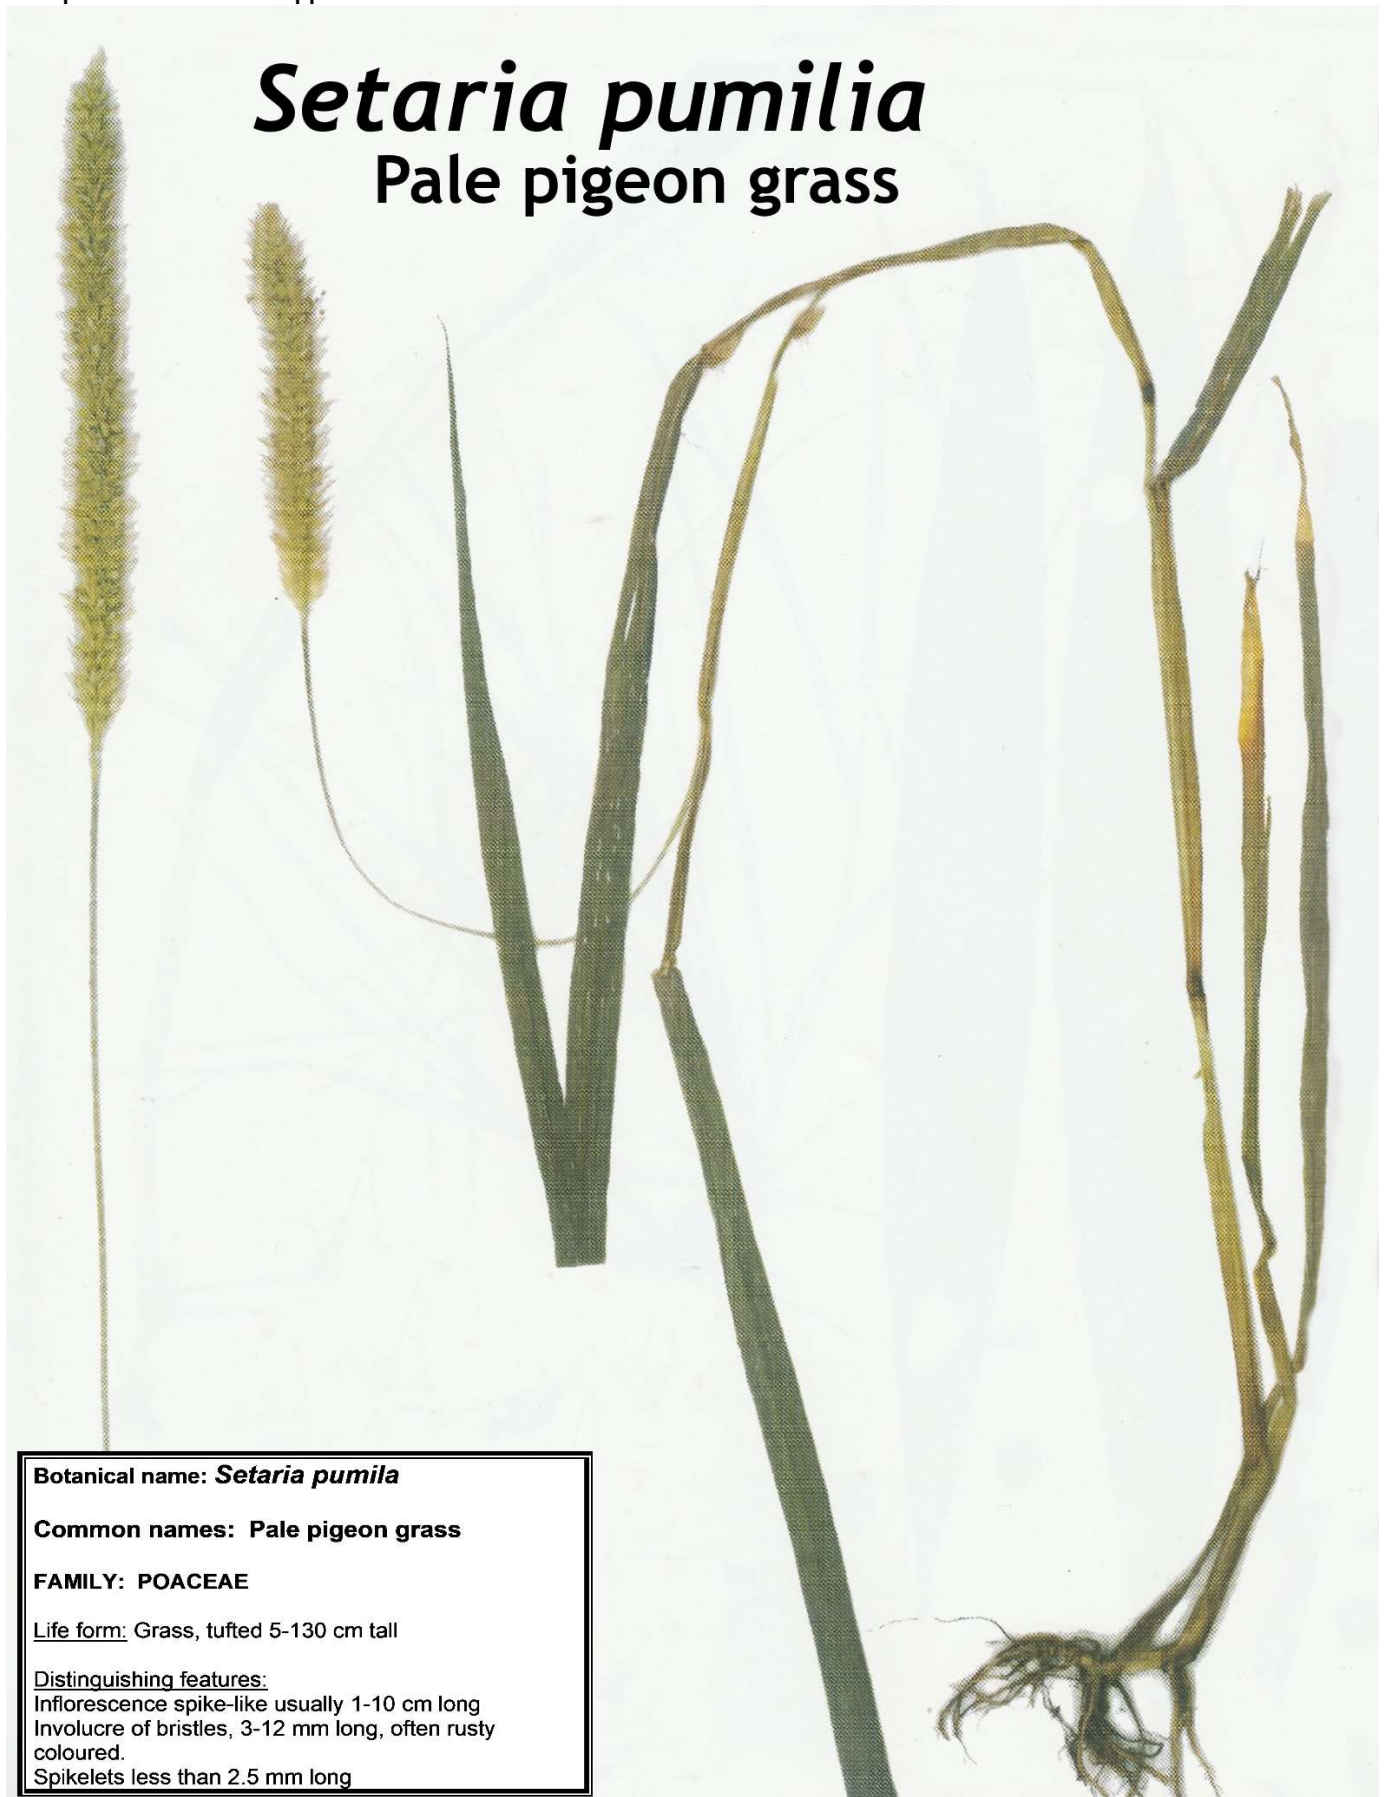 Setaria pumilia
Pale pigeon grass
Botanical name: Setaria pumila
Common names: Pale pigeon grass
FAMILY: POACEAE
Life form: Grass, tufted 5-130 cm tall
Distinguishing features:
Inflorescence spike-like usually 1-10 cm long
Involucre of bristles, 3-12 mm long, often rusty
coloured.
Spikelets less than 2.5 mm long